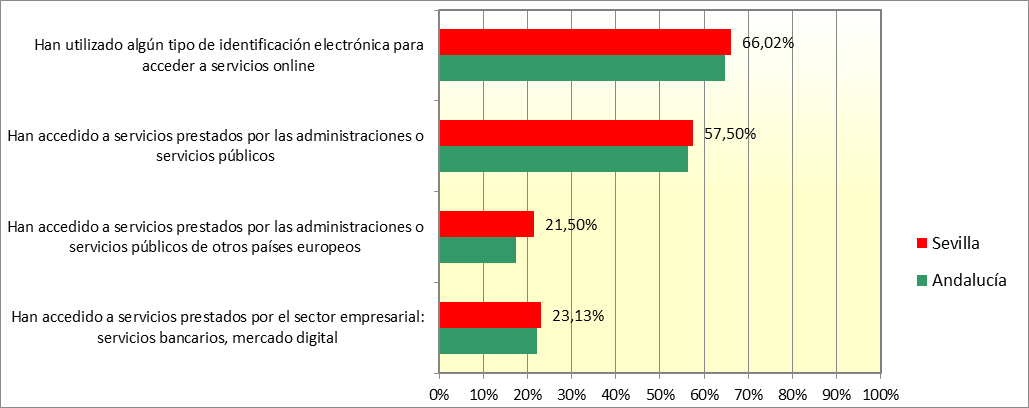 Han utilizado algún tipo de identificación electrónica para
acceder a servicios online
66,02%
Han accedido a servicios prestados por las administraciones o
servicios públicos
57,50%
Han accedido a servicios prestados por las administraciones o
servicios públicos de otros países europeos
21,50%
Han accedido a servicios prestados por el sector empresarial:
servicios bancarios, mercado digital
23,13%
Sevilla
Andalucía
0% 10% 20% 30% 40% 50% 60% 70% 80% 90% 100%